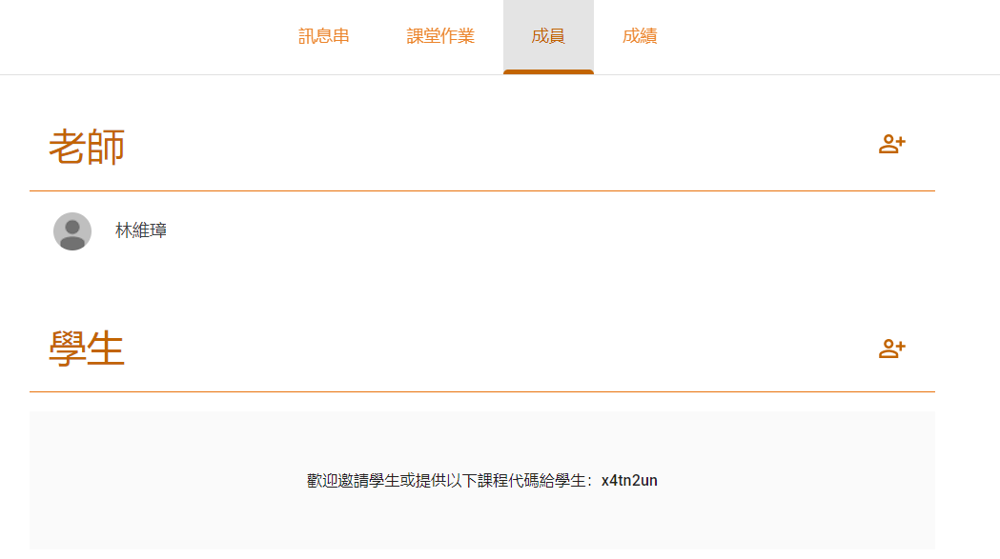 訊息串 課堂作業 成員 成績
老師
林維璋
學生
歡迎邀請學生或提供以下課程代碼給學生：x4tn2un